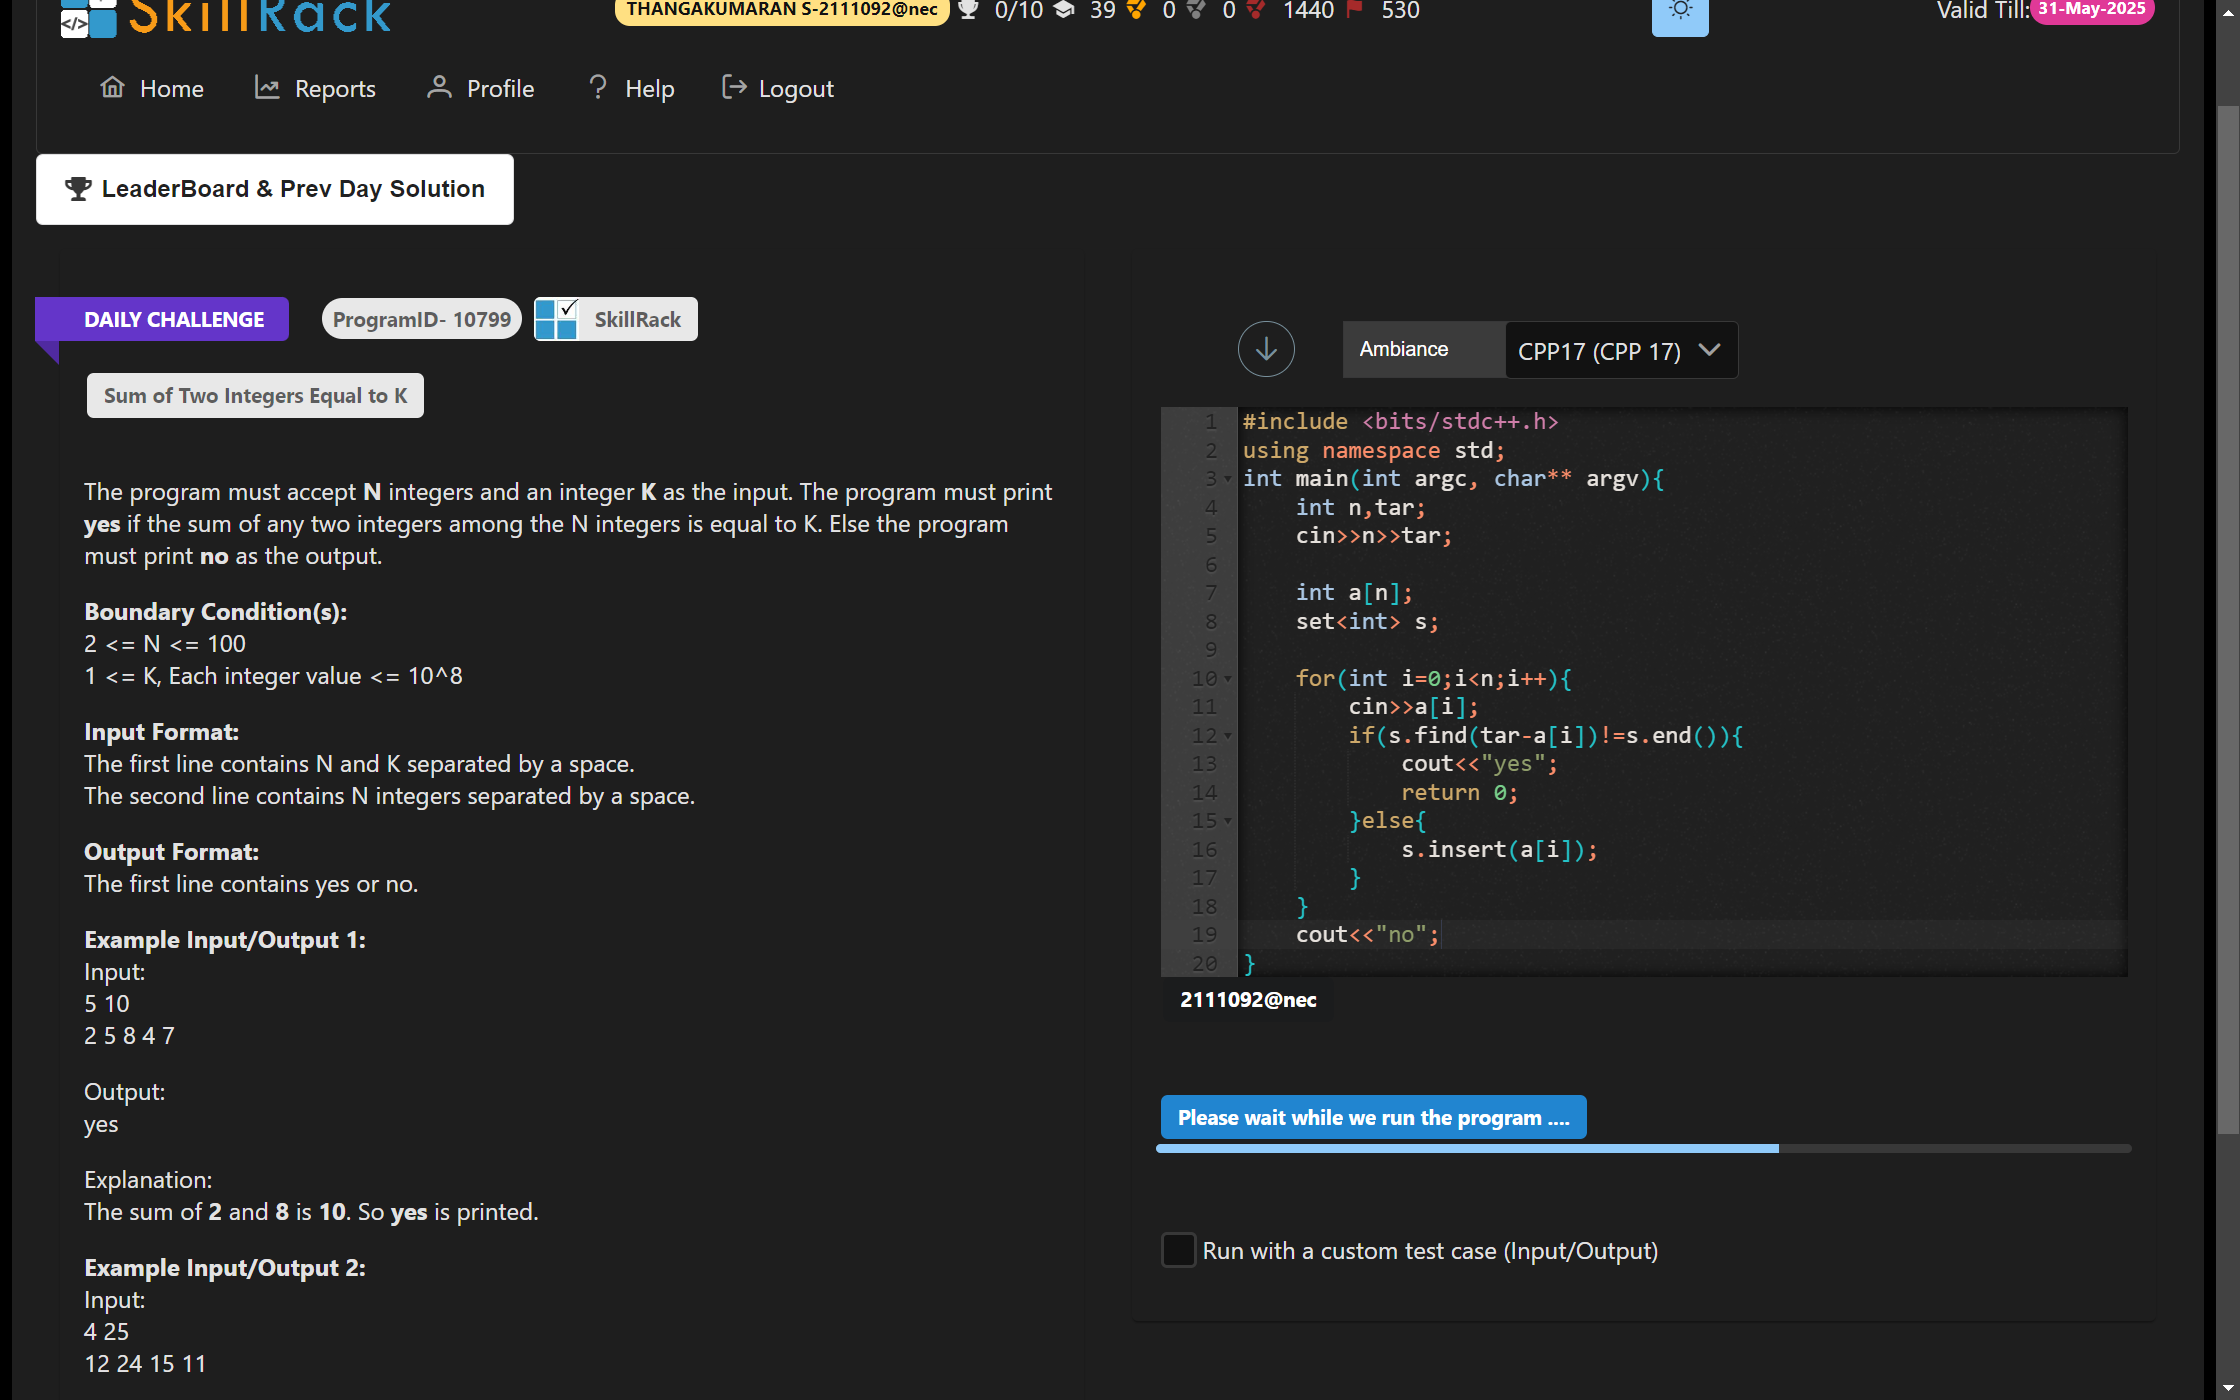 SkillRack
THANGAKUMARAN S-2111092@nec 0/10 39 0 0 1440 530
Valid Till: 31-May-2025
Home Reports Profile Help Logout
LeaderBoard & Prev Day Solution
DAILY CHALLENGE ProgramID- 10799 SkillRack
Sum of Two Integers Equal to K
The program must accept N integers and an integer K as the input. The program must print
yes if the sum of any two integers among the N integers is equal to K. Else the program
must print no as the output.
Boundary Condition(s):
2 <= N <= 100
1 <= K, Each integer value <= 10^8
Input Format:
The first line contains N and K separated by a space.
The second line contains N integers separated by a space.
Output Format:
The first line contains yes or no.
Example Input/Output 1:
Input:
5 10
2 5 8 4 7
Output:
yes
Explanation:
The sum of 2 and 8 is 10. So yes is printed.
Example Input/Output 2:
Input:
4 25
12 24 15 11
Ambiance CPP17 (CPP 17)
1 #include <bits/stdc++.h>
2 using namespace std;
3 int main(int argc, char** argv){
4     int n,tar;
5     cin>>n>>tar;
6
7     int a[n];
8     set<int> s;
9
10     for(int i=0;i<n;i++){
11         cin>>a[i];
12         if(s.find(tar-a[i])!=s.end()){
13             cout<<"yes";
14             return 0;
15         }else{
16             s.insert(a[i]);
17         }
18     }
19     cout<<"no";
20 }
2111092@nec
Please wait while we run the program ....
Run with a custom test case (Input/Output)